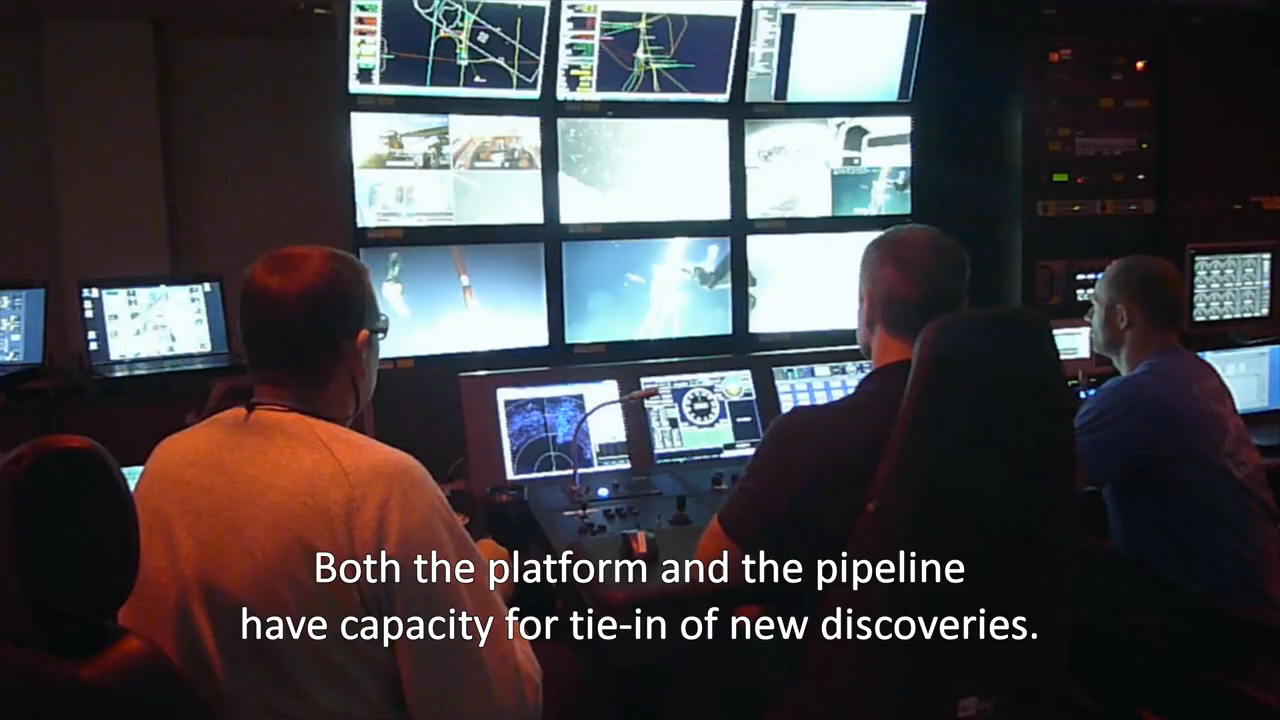 Both the platform and the pipeline
have capacity for tie-in of new discoveries.